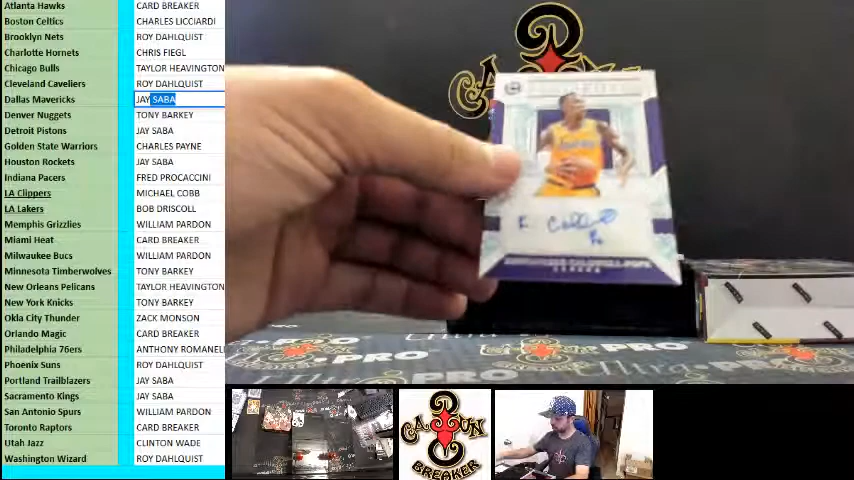 Atlanta Hawks CARD BREAKER
Boston Celtics CHARLES LICCIARDI
Brooklyn Nets ROY DAHLQUIST
Charlotte Hornets CHRIS FIEGL
Chicago Bulls TAYLOR HEAVINGTON
Cleveland Cavaliers ROY DAHLQUIST
Dallas Mavericks JAY SABA
Denver Nuggets TONY BARKEY
Detroit Pistons JAY SABA
Golden State Warriors CHARLES PAYNE
Houston Rockets JAY SABA
Indiana Pacers FRED PROCACCINI
LA Clippers MICHAEL COBB
LA Lakers BOB DRISCOLL
Memphis Grizzlies WILLIAM PARDON
Miami Heat CARD BREAKER
Milwaukee Bucs WILLIAM PARDON
Minnesota Timberwolves TONY BARKEY
New Orleans Pelicans TAYLOR HEAVINGTON
New York Knicks TONY BARKEY
Okla City Thunder ZACK MONSON
Orlando Magic CARD BREAKER
Philadelphia 76ers ANTHONY ROMANELL
Phoenix Suns ROY DAHLQUIST
Portland Trailblazers JAY SABA
Sacramento Kings JAY SABA
San Antonio Spurs WILLIAM PARDON
Toronto Raptors CARD BREAKER
Utah Jazz CLINTON WADE
Washington Wizard ROY DAHLQUIST
PRO
BREAKER